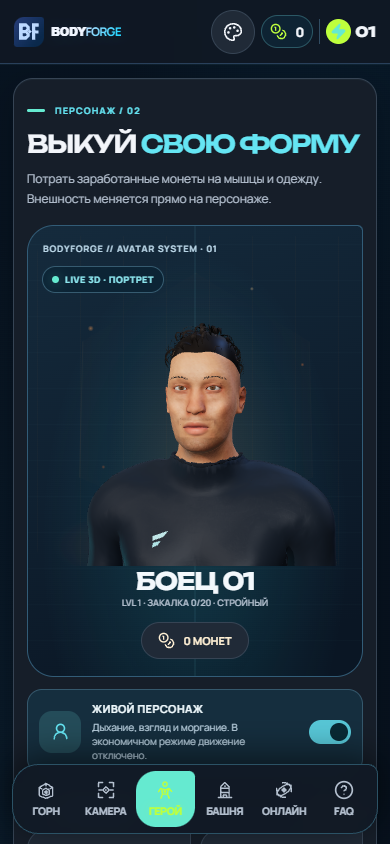 BF BODYFORGE
0
01
ПЕРСОНАЖ / 02
ВЫКУЙ СВОЮ ФОРМУ
Потрать заработанные монеты на мышцы и одежду.
Внешность меняется прямо на персонаже.
BODYFORGE // AVATAR SYSTEM · 01
LIVE 3D · ПОРТРЕТ
БОЕЦ 01
LVL 1 · ЗАКАЛКА 0/20 · СТРОЙНЫЙ
0 МОНЕТ
ЖИВОЙ ПЕРСОНАЖ
Дыхание, взгляд и моргание. В
экономичном режиме движение
отключено.
ГОРН
КАМЕРА
ГЕРОЙ
БАШНЯ
ОНЛАЙН
FAQ